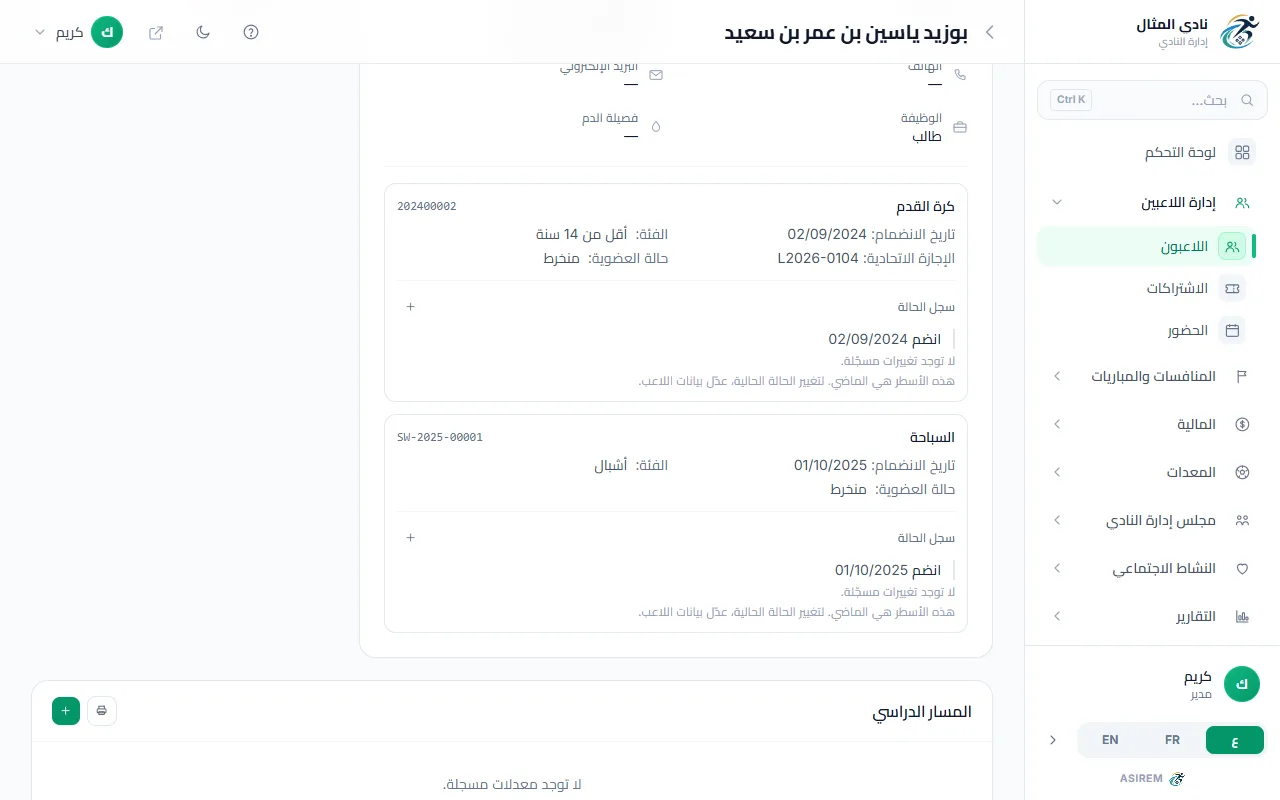 نادي المثال
إدارة النادي
بحث...
Ctrl K
لوحة التحكم
إدارة اللاعبين
اللاعبون
الاشتراكات
الحضور
المنافسات والمباريات
المالية
المعدات
مجلس إدارة النادي
النشاط الاجتماعي
التقارير
ك
كريم
مدير
ع
FR
EN
ASIREM
بوزيد ياسين بن عمر بن سعيد
ك
كريم
الهاتف
—
البريد الإلكتروني
—
الوظيفة
طالب
فصيلة الدم
—
كرة القدم
202400002
تاريخ الانضمام: 02/09/2024
الفئة: أقل من 14 سنة
الإجازة الاتحادية: L2026-0104
حالة العضوية: منخرط
سجل الحالة
+
انضم 02/09/2024
لا توجد تغييرات مسجّلة.
هذه الأسطر هي الماضي. لتغيير الحالة الحالية، عدّل بيانات اللاعب.
السباحة
SW-2025-00001
تاريخ الانضمام: 01/10/2025
الفئة: أشبال
حالة العضوية: منخرط
سجل الحالة
+
انضم 01/10/2025
لا توجد تغييرات مسجّلة.
هذه الأسطر هي الماضي. لتغيير الحالة الحالية، عدّل بيانات اللاعب.
المسار الدراسي
+
لا توجد معدلات مسجلة.